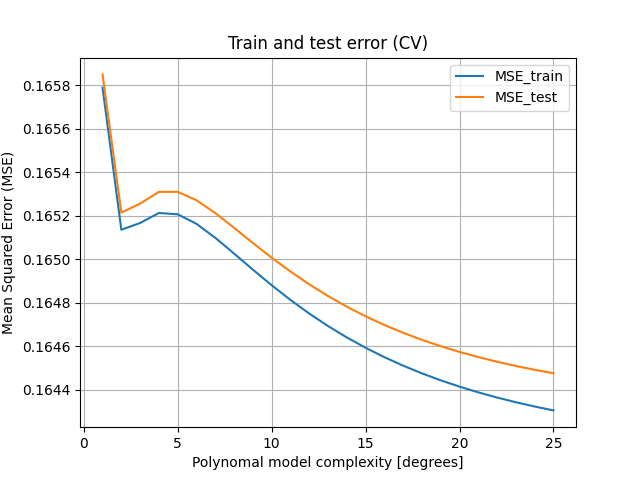 Train and test error (CV)
MSE_train
MSE_test
Mean Squared Error (MSE)
0.1658
0.1656
0.1654
0.1652
0.1650
0.1648
0.1646
0.1644
0
5
10
15
20
25
Polynomal model complexity [degrees]